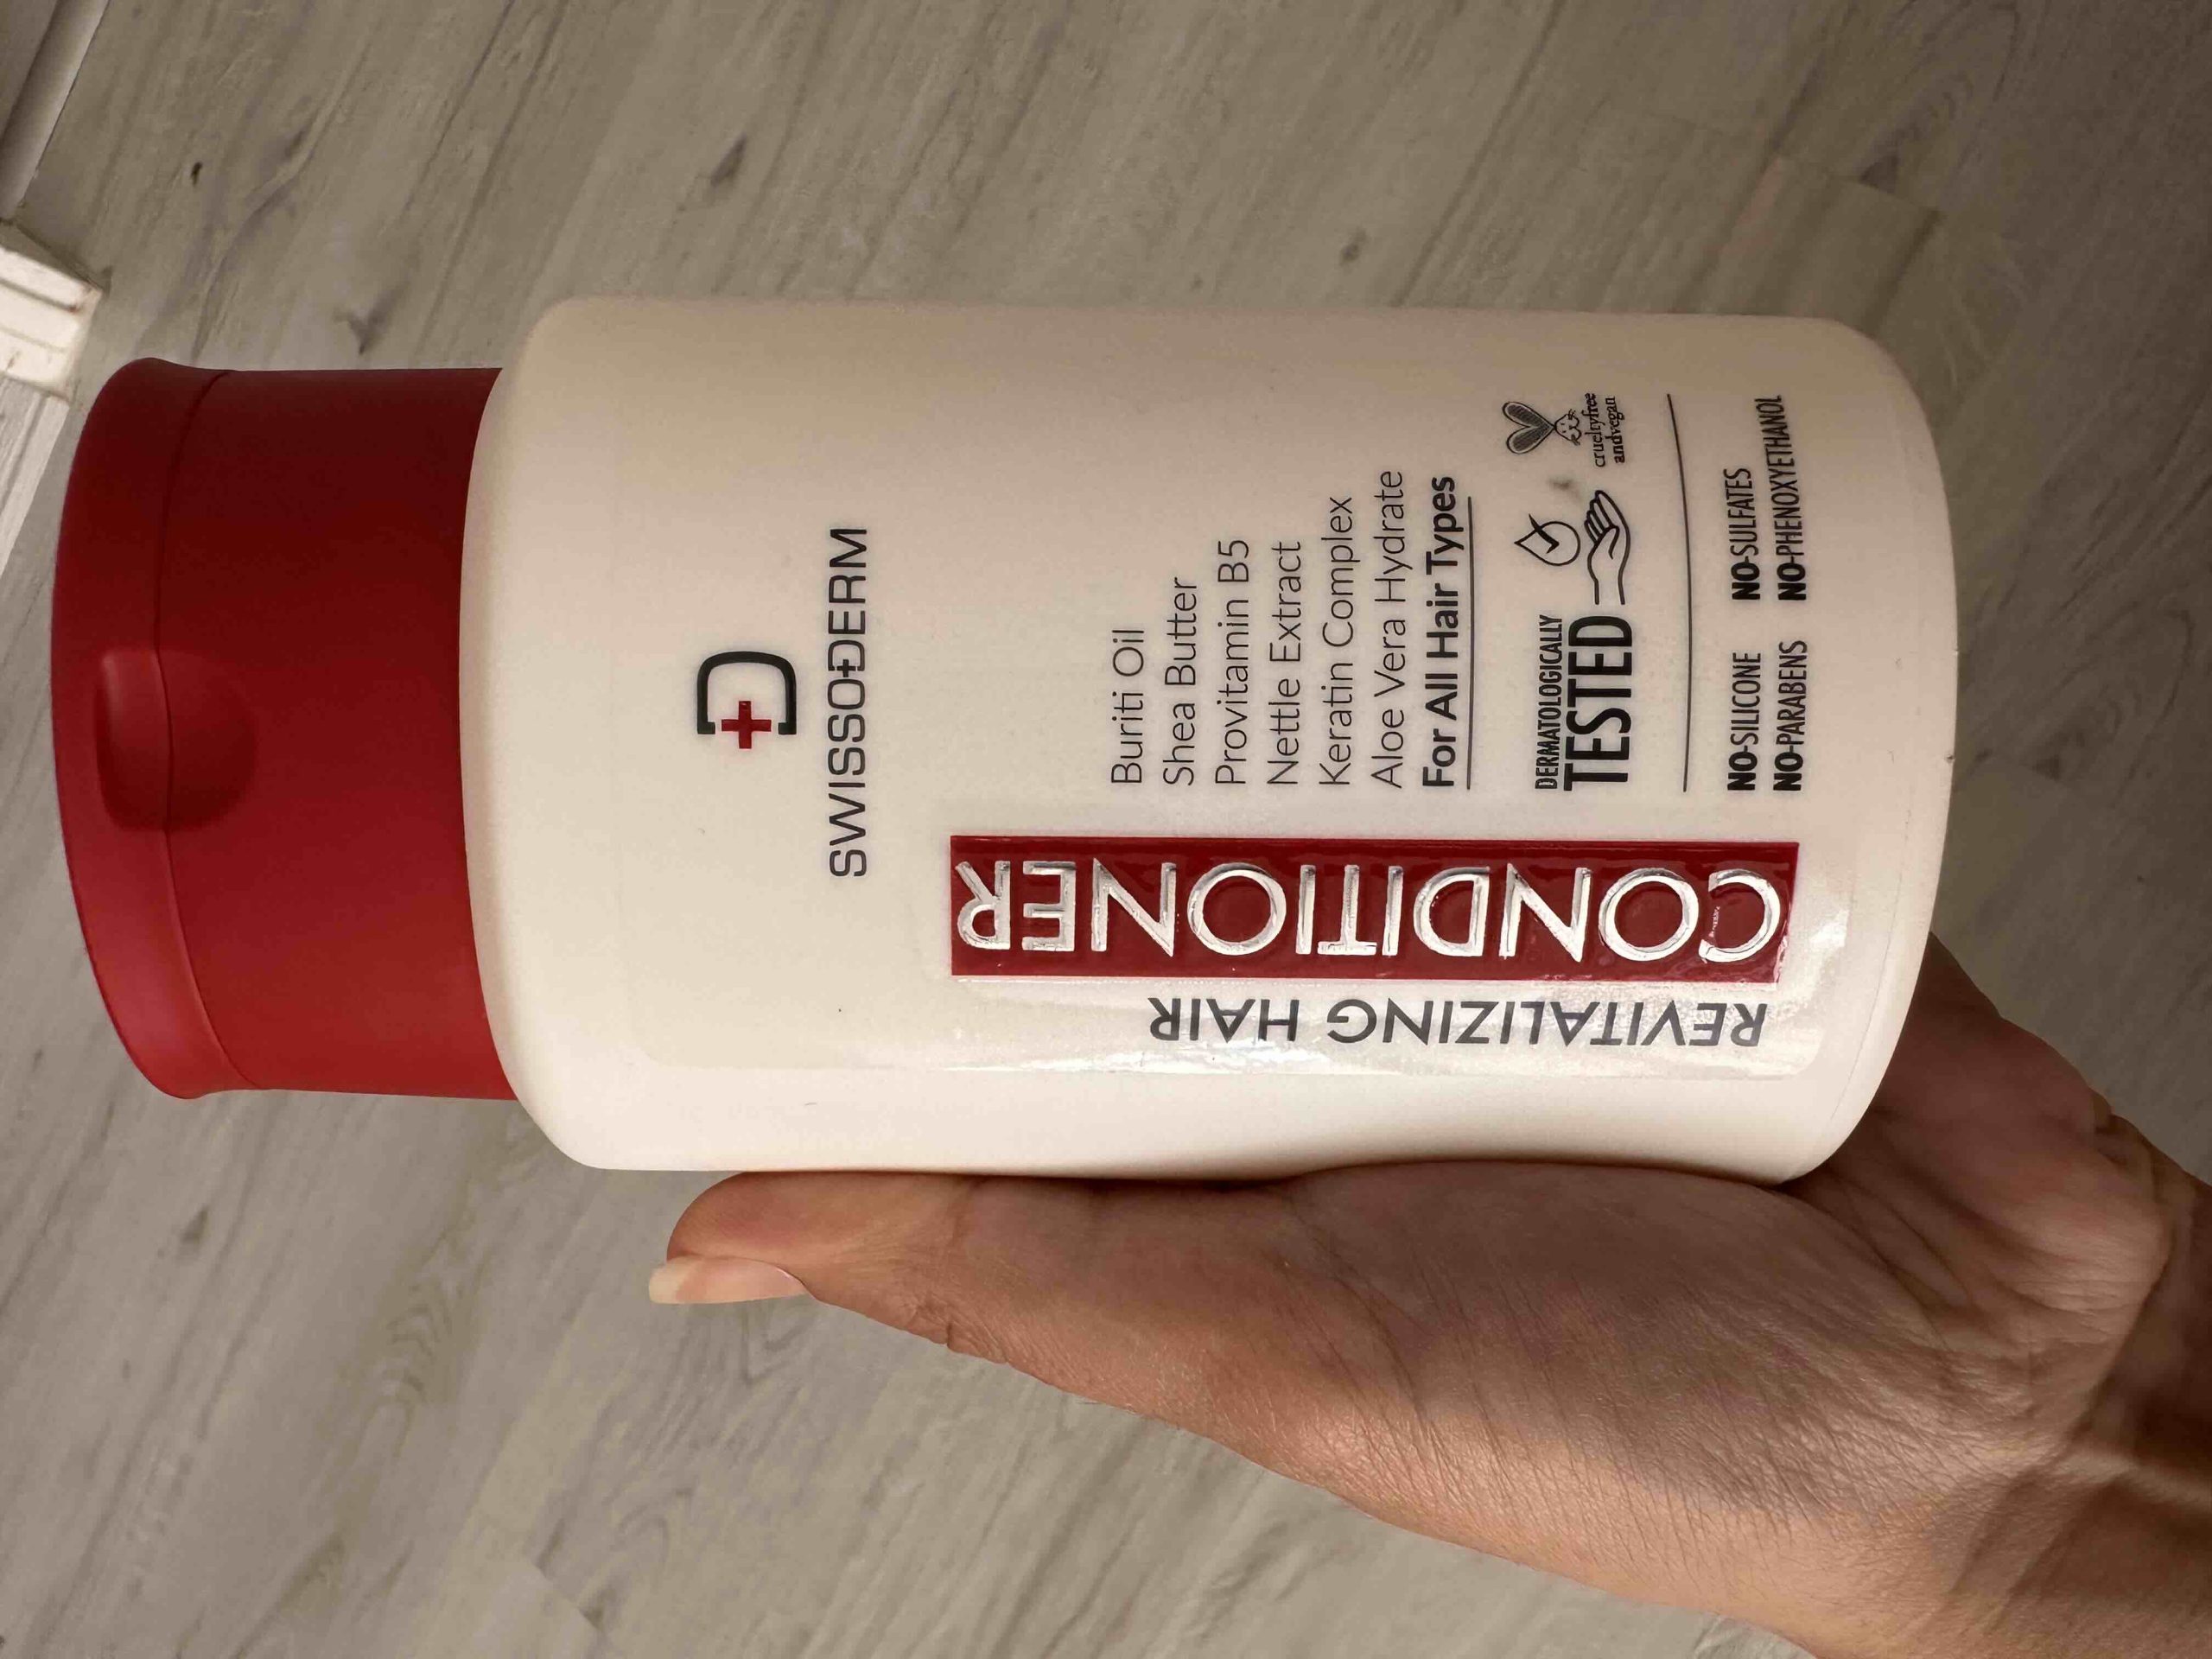 SWISSODERM
REVITALIZING HAIR
CONDITIONER
Buriti Oil
Shea Butter
Provitamin B5
Nettle Extract
Keratin Complex
Aloe Vera Hydrate
For All Hair Types
DERMATOLOGICALLY
TESTED
crueltyfree
andvegan
NO-SILICONE NO-SULFATES
NO-PARABENS NO-PHENOXYETHANOL